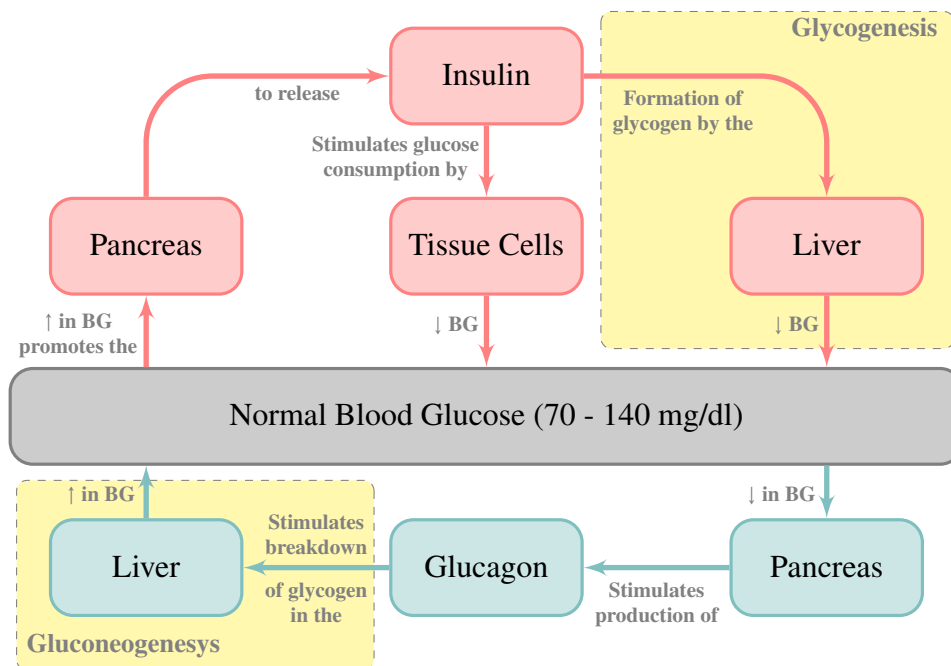 Glycogenesis
Insulin
to release
Formation of
glycogen by the
Stimulates glucose
consumption by
Pancreas
Tissue Cells
Liver
↑ in BG
promotes the
↓ BG
↓ BG
Normal Blood Glucose (70 - 140 mg/dl)
↑ in BG
↓ in BG
Stimulates
breakdown
of glycogen
in the
Liver
Glucagon
Pancreas
Stimulates
production of
Gluconeogenesys